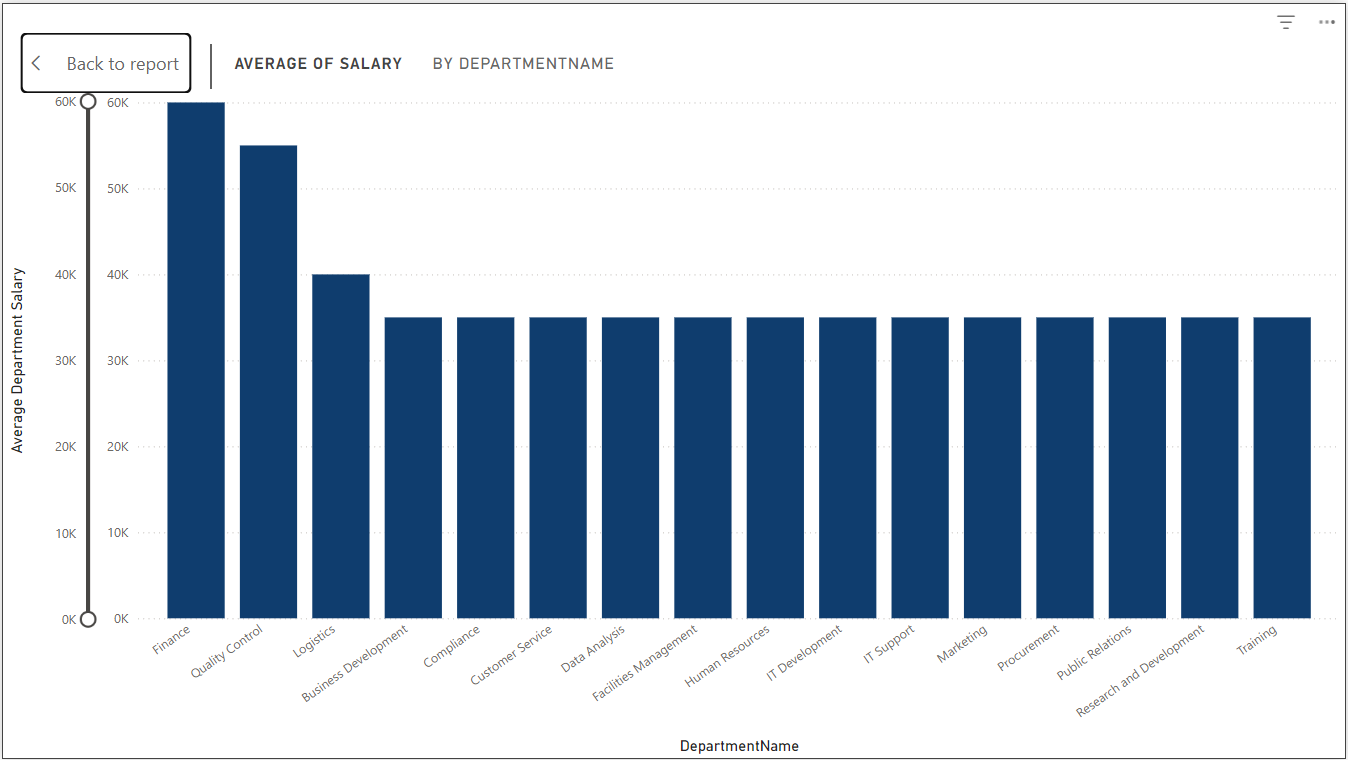 Back to report
AVERAGE OF SALARY
BY DEPARTMENTNAME
60K
50K
40K
30K
20K
10K
0K
60K
50K
40K
30K
20K
10K
0K
Average Department Salary
Finance
Quality Control
Logistics
Business Development
Compliance
Customer Service
Data Analysis
Facilities Management
Human Resources
IT Development
IT Support
Marketing
Procurement
Public Relations
Research and Development
Training
DepartmentName